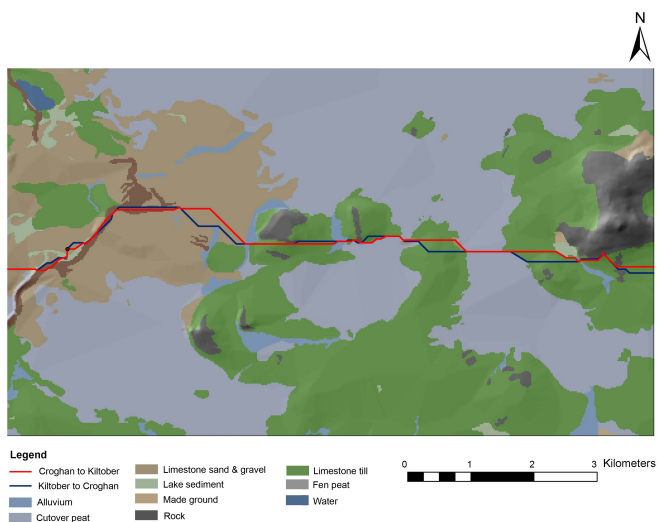 N
Legend
Croghan to Kiltober
Kiltober to Croghan
Alluvium
Cutover peat
Limestone sand & gravel
Lake sediment
Made ground
Rock
Limestone till
Fen peat
Water
0 1 2 3 Kilometers